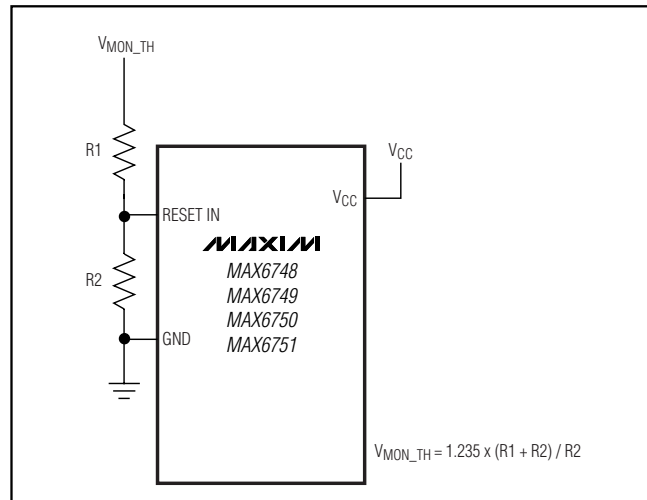 VMON_TH
R1
VCC
VCC
RESET IN
MAXIM
R2
MAX6748
MAX6749
MAX6750
MAX6751
GND
VMON_TH = 1.235 x (R1 + R2) / R2